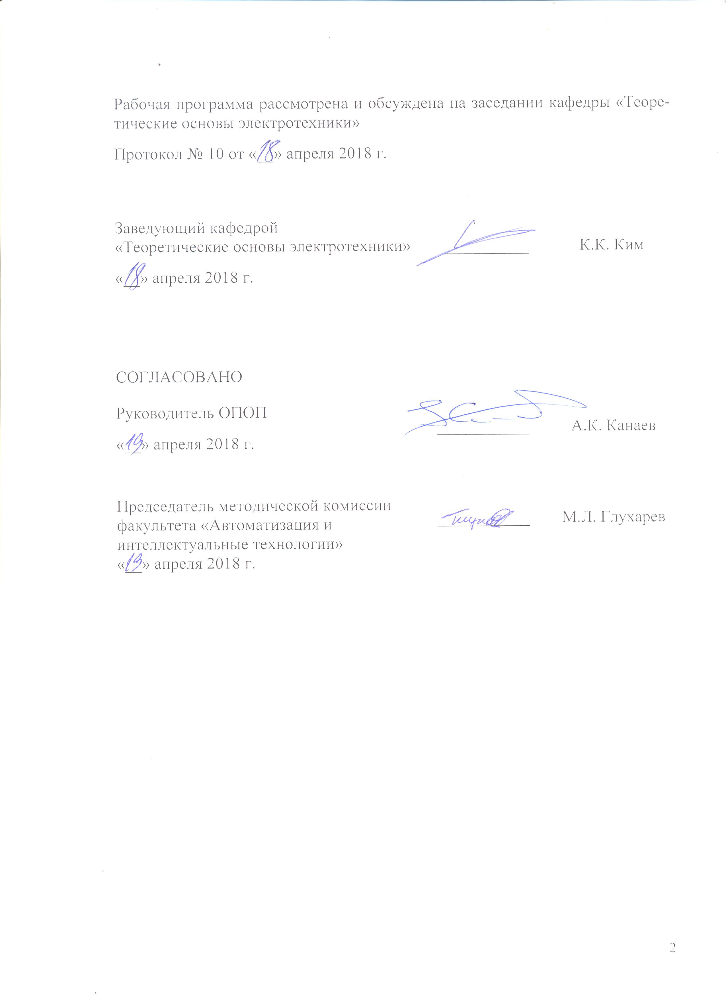 Рабочая программа рассмотрена и обсуждена на заседании кафедры «Теоре-
тические основы электротехники»
Протокол № 10 от «18» апреля 2018 г.
Заведующий кафедрой
«Теоретические основы электротехники» К.К. Ким
«18» апреля 2018 г.
СОГЛАСОВАНО
Руководитель ОПОП
А.К. Канаев
«19» апреля 2018 г.
Председатель методической комиссии
факультета «Автоматизация и М.Л. Глухарев
интеллектуальные технологии»
«19» апреля 2018 г.
2